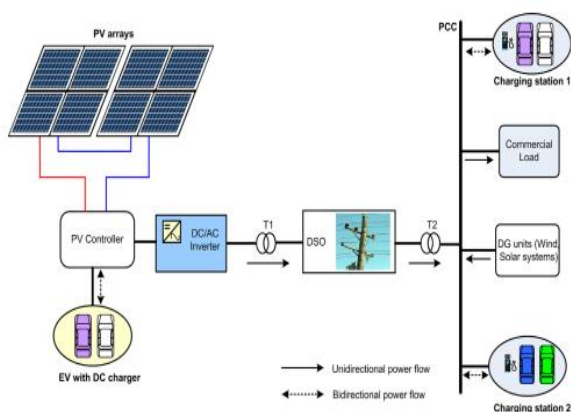 PV arrays
PCC
Charging station 1
Commercial
Load
PV Controller
DC/AC
Inverter
T1
DSO
T2
DG units (Wind,
Solar systems)
EV with DC charger
Unidirectional power flow
Bidirectional power flow
Charging station 2